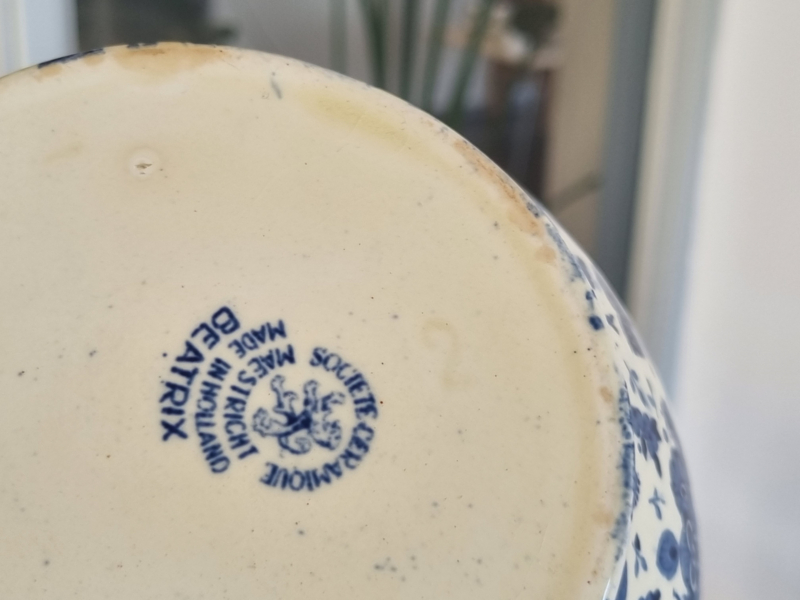 SOCIETE CERAMIQUE
MAESTRICHT
MADE IN HOLLAND
BEATRIX